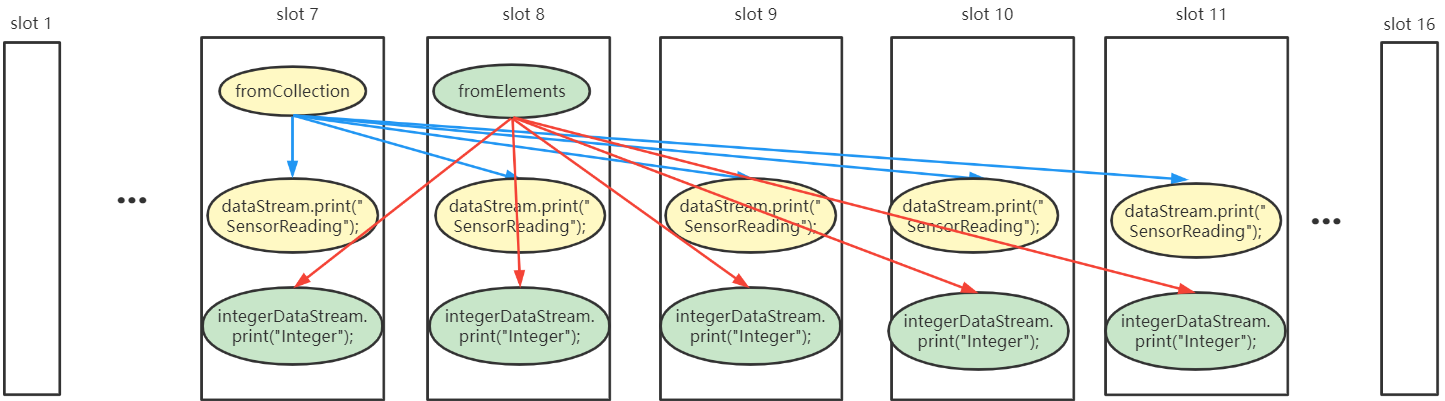 slot 1
slot 7
slot 8
slot 9
slot 10
slot 11
slot 16
fromCollection
fromElements
...
dataStream.print("
SensorReading");
dataStream.print("
SensorReading");
dataStream.print("
SensorReading");
dataStream.print("
SensorReading");
dataStream.print("
SensorReading");
...
integerDataStream.
print("Integer");
integerDataStream.
print("Integer");
integerDataStream.
print("Integer");
integerDataStream.
print("Integer");
integerDataStream.
print("Integer");